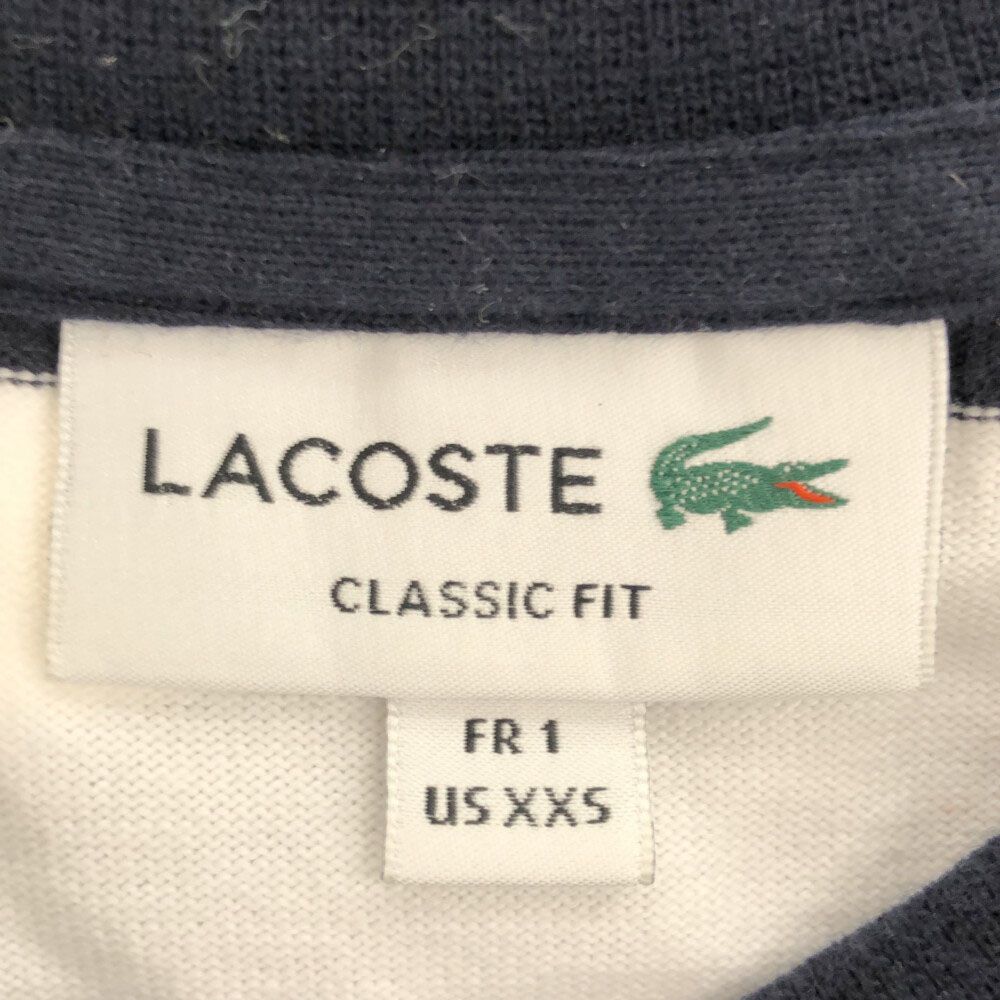 LACOSTE
CLASSIC FIT
FR 1
US XXS